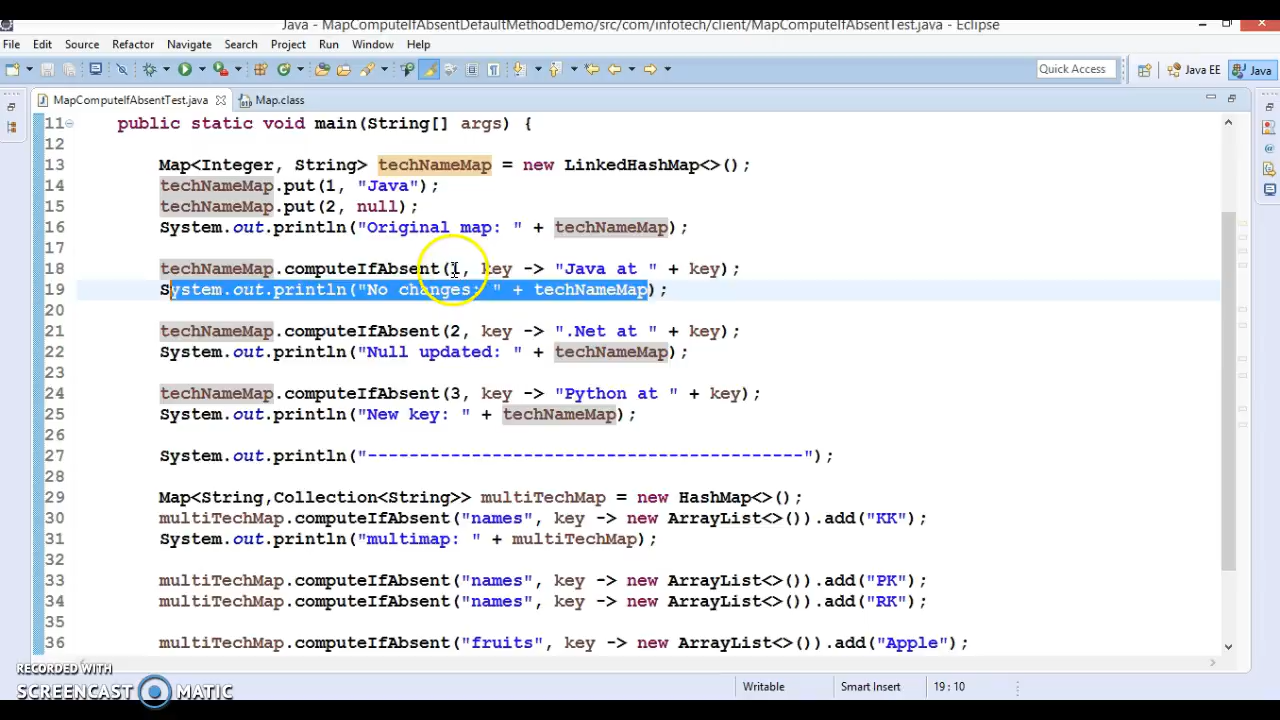 Java - MapComputeIfAbsentDefaultMethodDemo/src/com/infotech/client/MapComputeIfAbsentTest.java - Eclipse
File Edit Source Refactor Navigate Search Project Run Window Help
Quick Access Java EE Java
MapComputeIfAbsentTest.java Map.class
11 public static void main(String[] args) {
12
13 Map<Integer, String> techNameMap = new LinkedHashMap<>();
14 techNameMap.put(1, "Java");
15 techNameMap.put(2, null);
16 System.out.println("Original map: " + techNameMap);
17
18 techNameMap.computeIfAbsent(1, key -> "Java at " + key);
19 System.out.println("No changes: " + techNameMap);
20
21 techNameMap.computeIfAbsent(2, key -> ".Net at " + key);
22 System.out.println("Null updated: " + techNameMap);
23
24 techNameMap.computeIfAbsent(3, key -> "Python at " + key);
25 System.out.println("New key: " + techNameMap);
26
27 System.out.println("------------------------------------------");
28
29 Map<String,Collection<String>> multiTechMap = new HashMap<>();
30 multiTechMap.computeIfAbsent("names", key -> new ArrayList<>()).add("KK");
31 System.out.println("multimap: " + multiTechMap);
32
33 multiTechMap.computeIfAbsent("names", key -> new ArrayList<>()).add("PK");
34 multiTechMap.computeIfAbsent("names", key -> new ArrayList<>()).add("RK");
35
36 multiTechMap.computeIfAbsent("fruits", key -> new ArrayList<>()).add("Apple");
RECORDED WITH
SCREENCAST MATIC
Writable Smart Insert 19 : 10